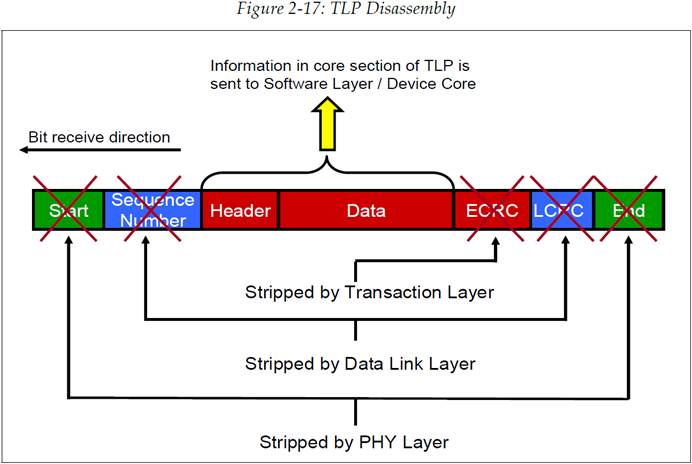 Figure 2-17: TLP Disassembly
Information in core section of TLP is
sent to Software Layer / Device Core
Bit receive direction
Start
Sequence
Number
Header
Data
ECRC
LCRC
End
Stripped by Transaction Layer
Stripped by Data Link Layer
Stripped by PHY Layer